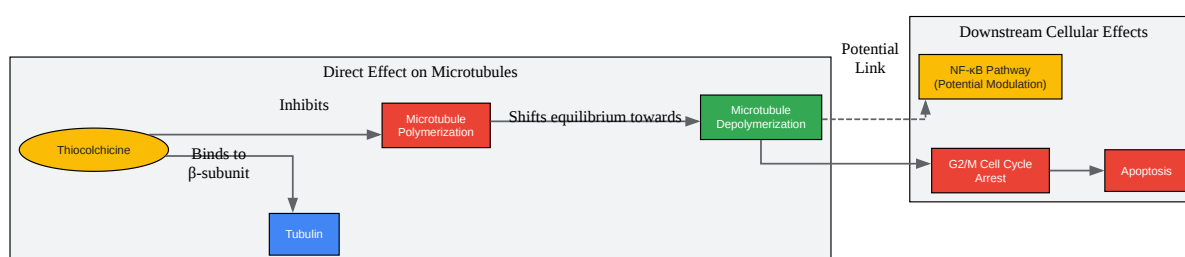 Downstream Cellular Effects
Potential
Link
Direct Effect on Microtubules
NF-κB Pathway
(Potential Modulation)
Inhibits
Microtubule
Polymerization
Shifts equilibrium towards
Microtubule
Depolymerization
Thiocolchicine
Binds to
β-subunit
G2/M Cell Cycle
Arrest
Apoptosis
Tubulin